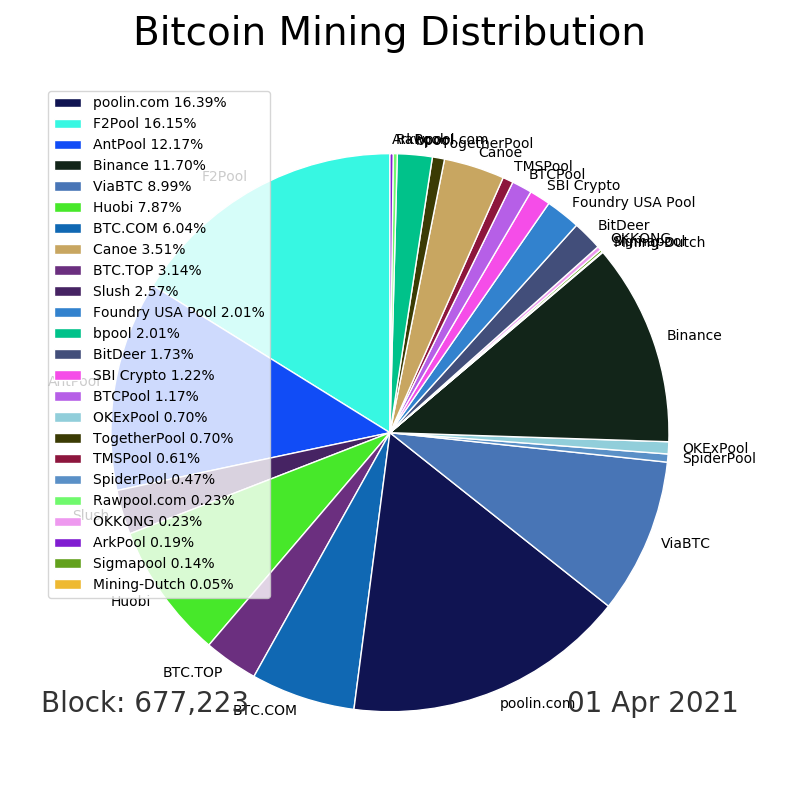 Bitcoin Mining Distribution
poolin.com 16.39%
F2Pool 16.15%
AntPool 12.17%
Binance 11.70%
ViaBTC 8.99%
Huobi 7.87%
BTC.COM 6.04%
Canoe 3.51%
BTC.TOP 3.14%
Slush 2.57%
Foundry USA Pool 2.01%
bpool 2.01%
BitDeer 1.73%
SBI Crypto 1.22%
BTCPool 1.17%
OKExPool 0.70%
TogetherPool 0.70%
TMSPool 0.61%
SpiderPool 0.47%
Rawpool.com 0.23%
OKKONG 0.23%
ArkPool 0.19%
Sigmapool 0.14%
Mining-Dutch 0.05%
ArkPool
Rawpool.com
bpool
TogetherPool
Canoe
TMSPool
BTCPool
SBI Crypto
Foundry USA Pool
BitDeer
OKKONG
Sigmapool
Mining-Dutch
Binance
OKExPool
SpiderPool
ViaBTC
poolin.com
BTC.COM
BTC.TOP
Huobi
Slush
AntPool
F2Pool
Block: 677,223
01 Apr 2021